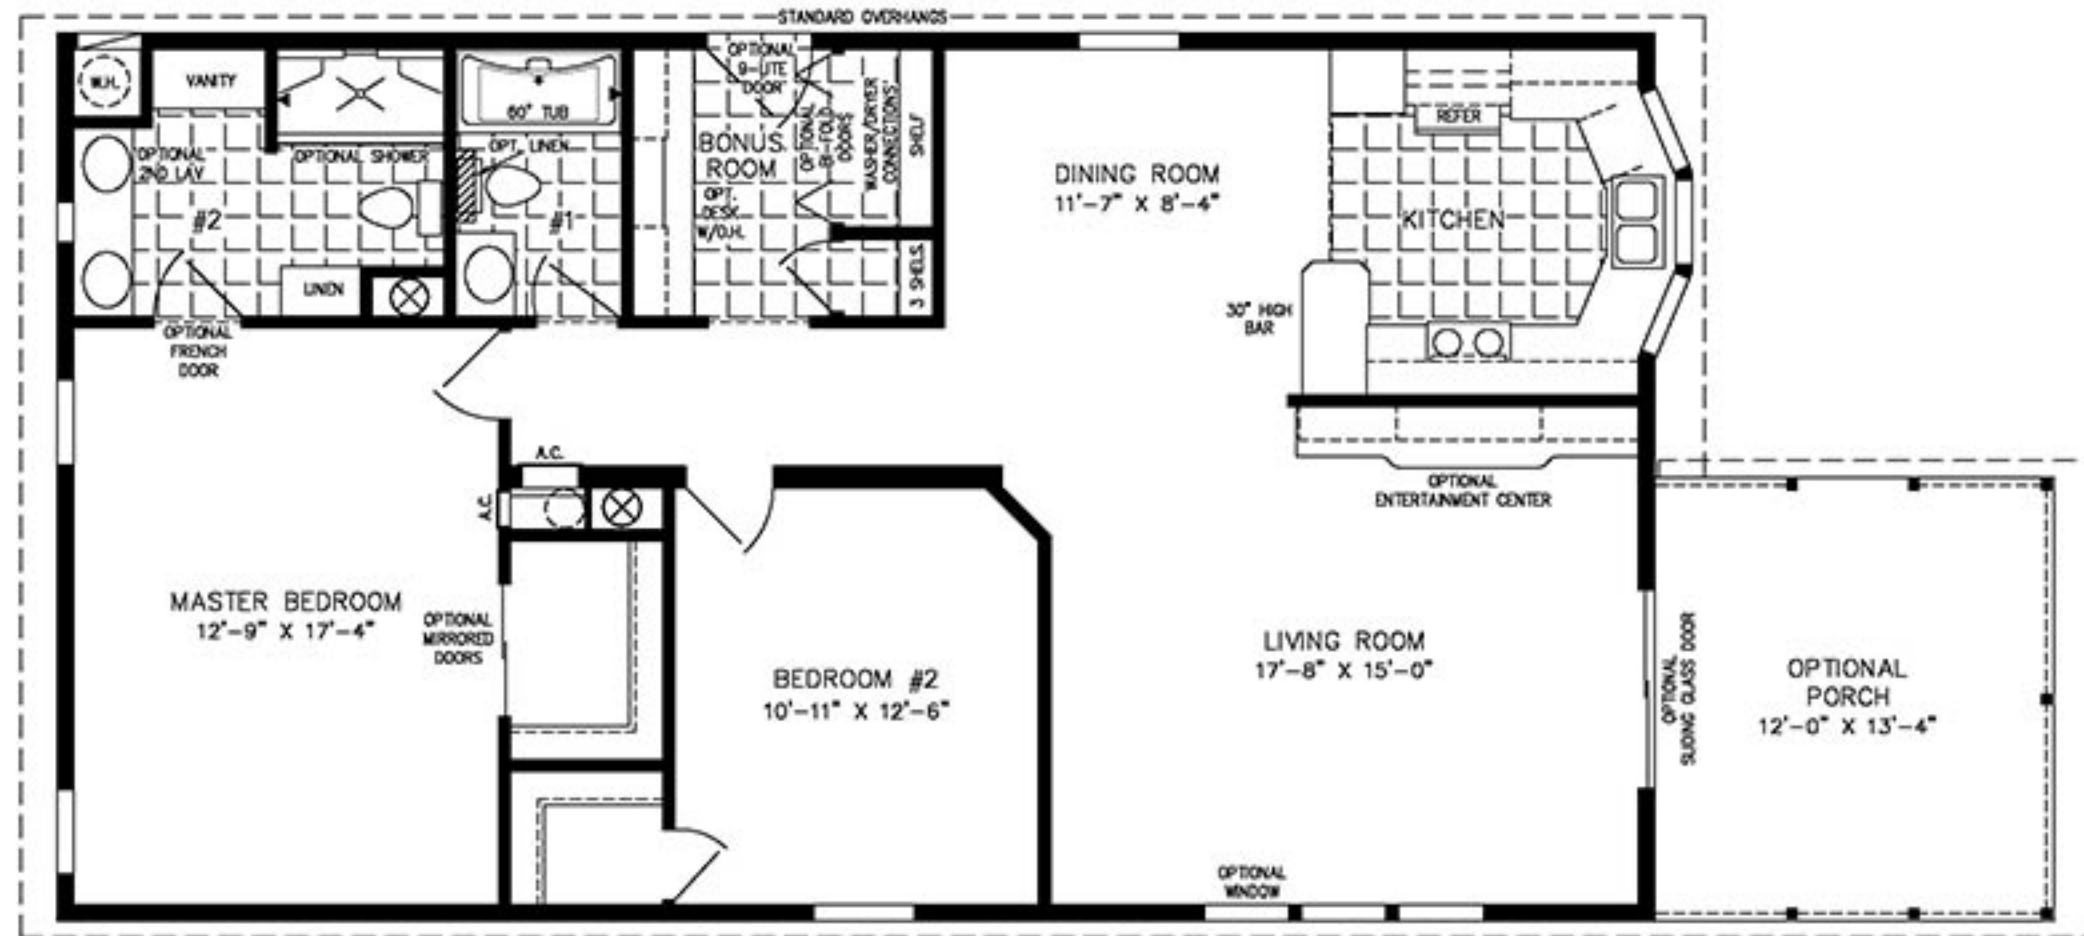 STANDARD OVERHANGS
W.H.
VANITY
60" TUB
OPTIONAL
9-LITE
DOOR
OPTIONAL
2ND LAV
OPTIONAL SHOWER
OPT. LINEN
#2
#1
LINEN
BONUS
ROOM
OPT.
DESK
W/O.H.
OPTIONAL
BI-FOLD
DOORS
WASHER/DRYER
CONNECTIONS
SHELF
3 SHELS.
DINING ROOM
11'-7" X 8'-4"
REFER
KITCHEN
30" HIGH
BAR
OPTIONAL
FRENCH
DOOR
A.C.
A.C.
OPTIONAL
ENTERTAINMENT CENTER
MASTER BEDROOM
12'-9" X 17'-4"
OPTIONAL
MIRRORED
DOORS
BEDROOM #2
10'-11" X 12'-6"
LIVING ROOM
17'-8" X 15'-0"
OPTIONAL
SLIDING GLASS DOOR
OPTIONAL
PORCH
12'-0" X 13'-4"
OPTIONAL
WINDOW